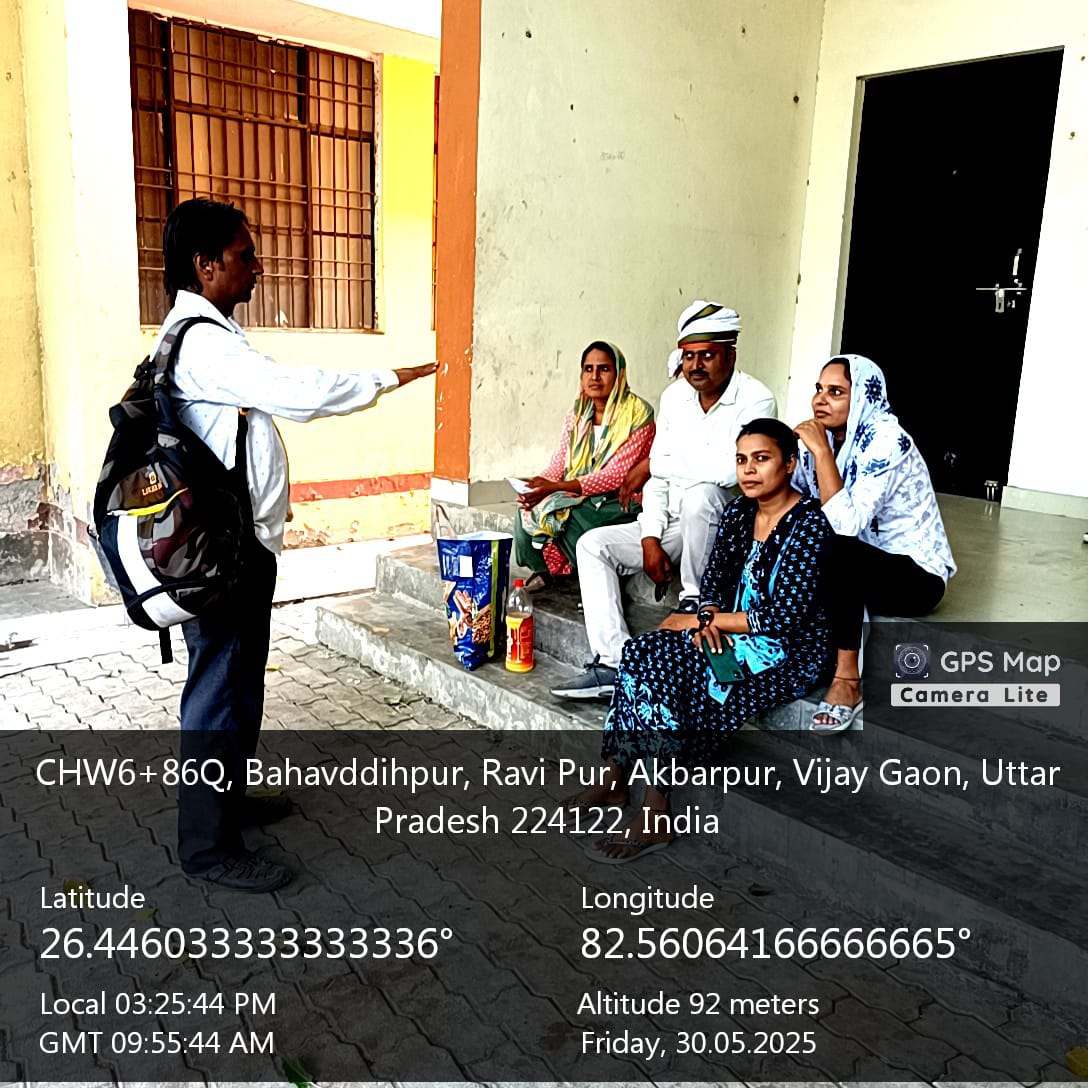 GPS Map
Camera Lite
CHW6+86Q, Bahavddihpur, Ravi Pur, Akbarpur, Vijay Gaon, Uttar
Pradesh 224122, India
Latitude
26.446033333333336°
Longitude
82.56064166666665°
Local 03:25:44 PM
GMT 09:55:44 AM
Altitude 92 meters
Friday, 30.05.2025